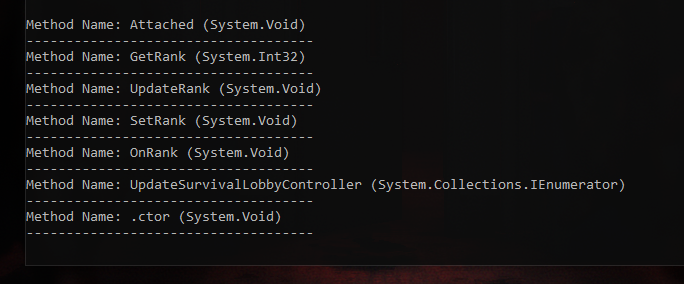 Method Name: Attached (System.Void)
------------------------------------
Method Name: GetRank (System.Int32)
------------------------------------
Method Name: UpdateRank (System.Void)
------------------------------------
Method Name: SetRank (System.Void)
------------------------------------
Method Name: OnRank (System.Void)
------------------------------------
Method Name: UpdateSurvivalLobbyController (System.Collections.IEnumerator)
------------------------------------
Method Name: .ctor (System.Void)
------------------------------------